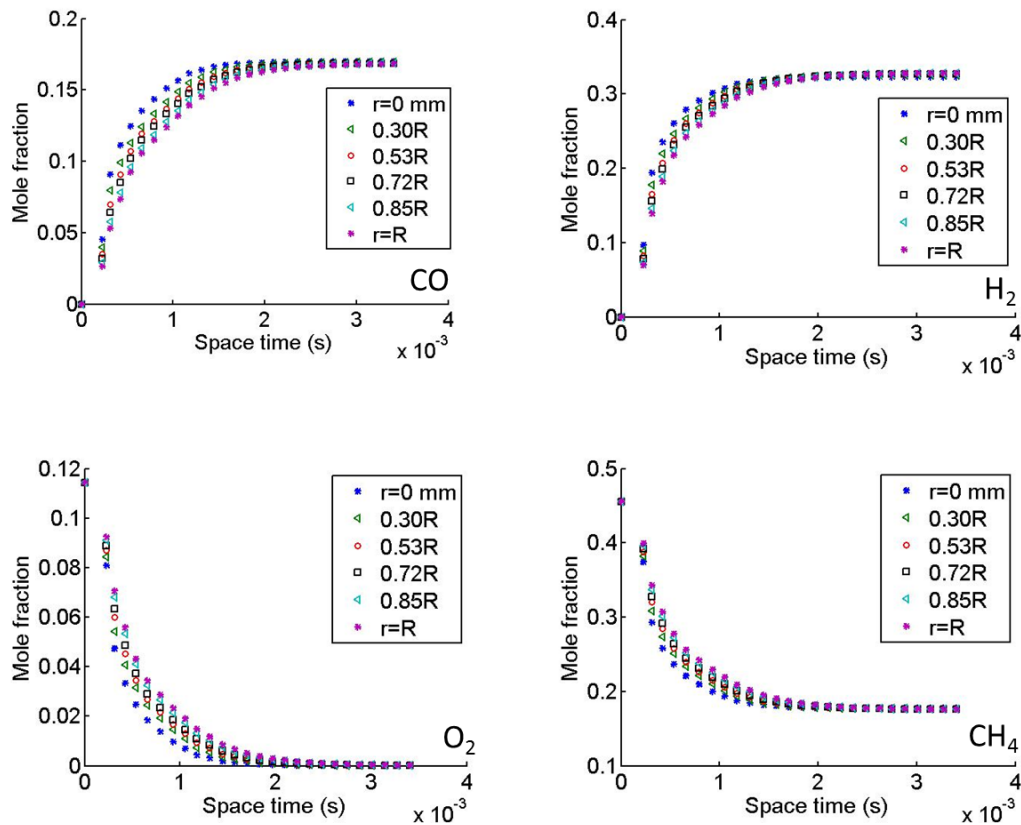 0.2
0.15
0.1
0.05
0
Mole fraction
r=0 mm
0.30R
0.53R
0.72R
0.85R
r=R
CO
0 1 2 3 4
Space time (s)
x 10⁻³
0.4
0.3
0.2
0.1
0
Mole fraction
r=0 mm
0.30R
0.53R
0.72R
0.85R
r=R
H₂
0 1 2 3 4
Space time (s)
x 10⁻³
0.12
0.1
0.08
0.06
0.04
0.02
0
Mole fraction
r=0 mm
0.30R
0.53R
0.72R
0.85R
r=R
O₂
0 1 2 3 4
Space time (s)
x 10⁻³
0.5
0.4
0.3
0.2
0.1
Mole fraction
r=0 mm
0.30R
0.53R
0.72R
0.85R
r=R
CH₄
0 1 2 3 4
Space time (s)
x 10⁻³